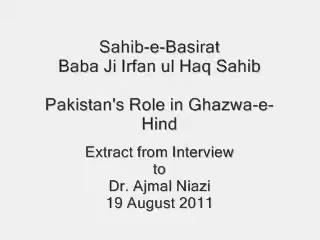 Sahib-e-Basirat
Baba Ji Irfan ul Haq Sahib
Pakistan's Role in Ghazwa-e-
Hind
Extract from Interview
to
Dr. Ajmal Niazi
19 August 2011